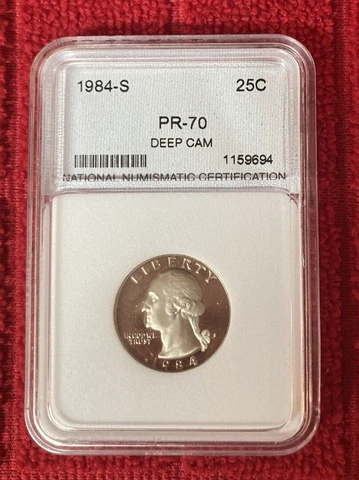 1984-S 25C
PR-70
DEEP CAM
1159694
NATIONAL NUMISMATIC CERTIFICATION
LIBERTY
IN GOD WE
TRUST
S
1984